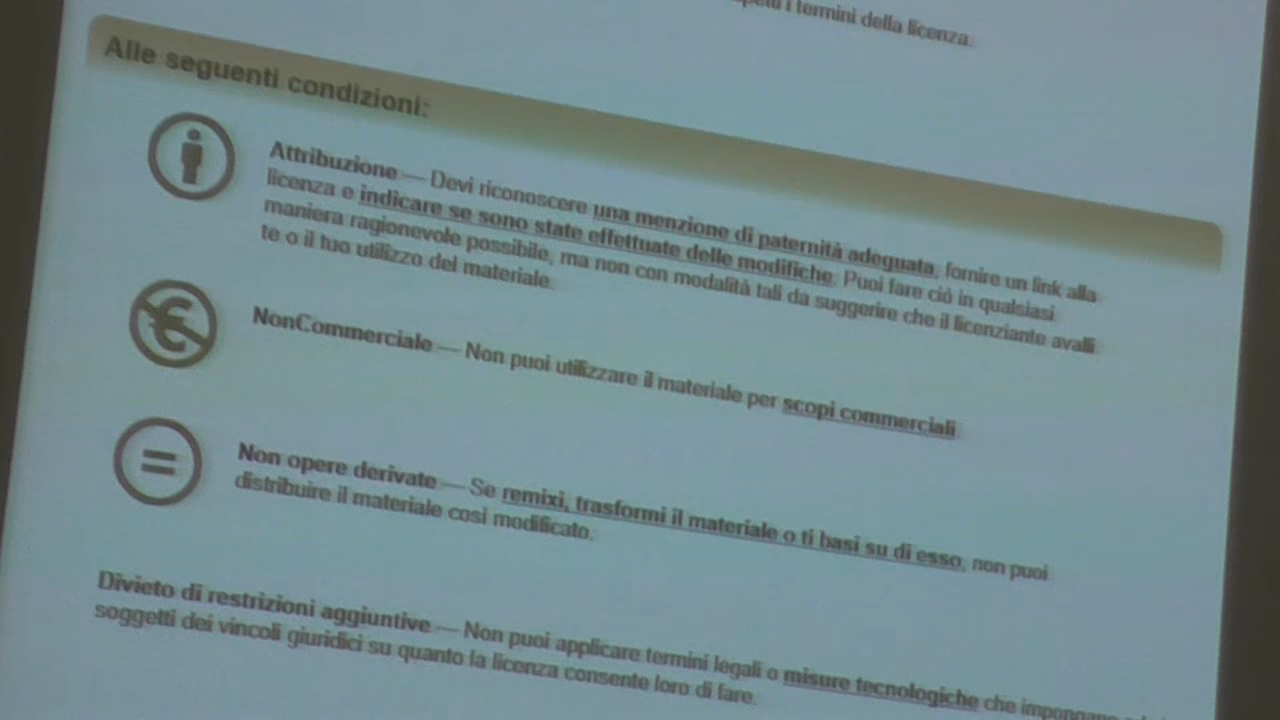 i termini della licenza.
Alle seguenti condizioni:
Attribuzione — Devi riconoscere una menzione di paternità adeguata, fornire un link alla
licenza e indicare se sono state effettuate delle modifiche. Puoi fare ciò in qualsiasi
maniera ragionevole possibile, ma non con modalità tali da suggerire che il licenziante avalli
te o il tuo utilizzo del materiale.
NonCommerciale — Non puoi utilizzare il materiale per scopi commerciali.
Non opere derivate — Se remixi, trasformi il materiale o ti basi su di esso, non puoi
distribuire il materiale così modificato.
Divieto di restrizioni aggiuntive — Non puoi applicare termini legali o misure tecnologiche che
soggetti dei vincoli giuridici su quanto la licenza consente loro di fare.